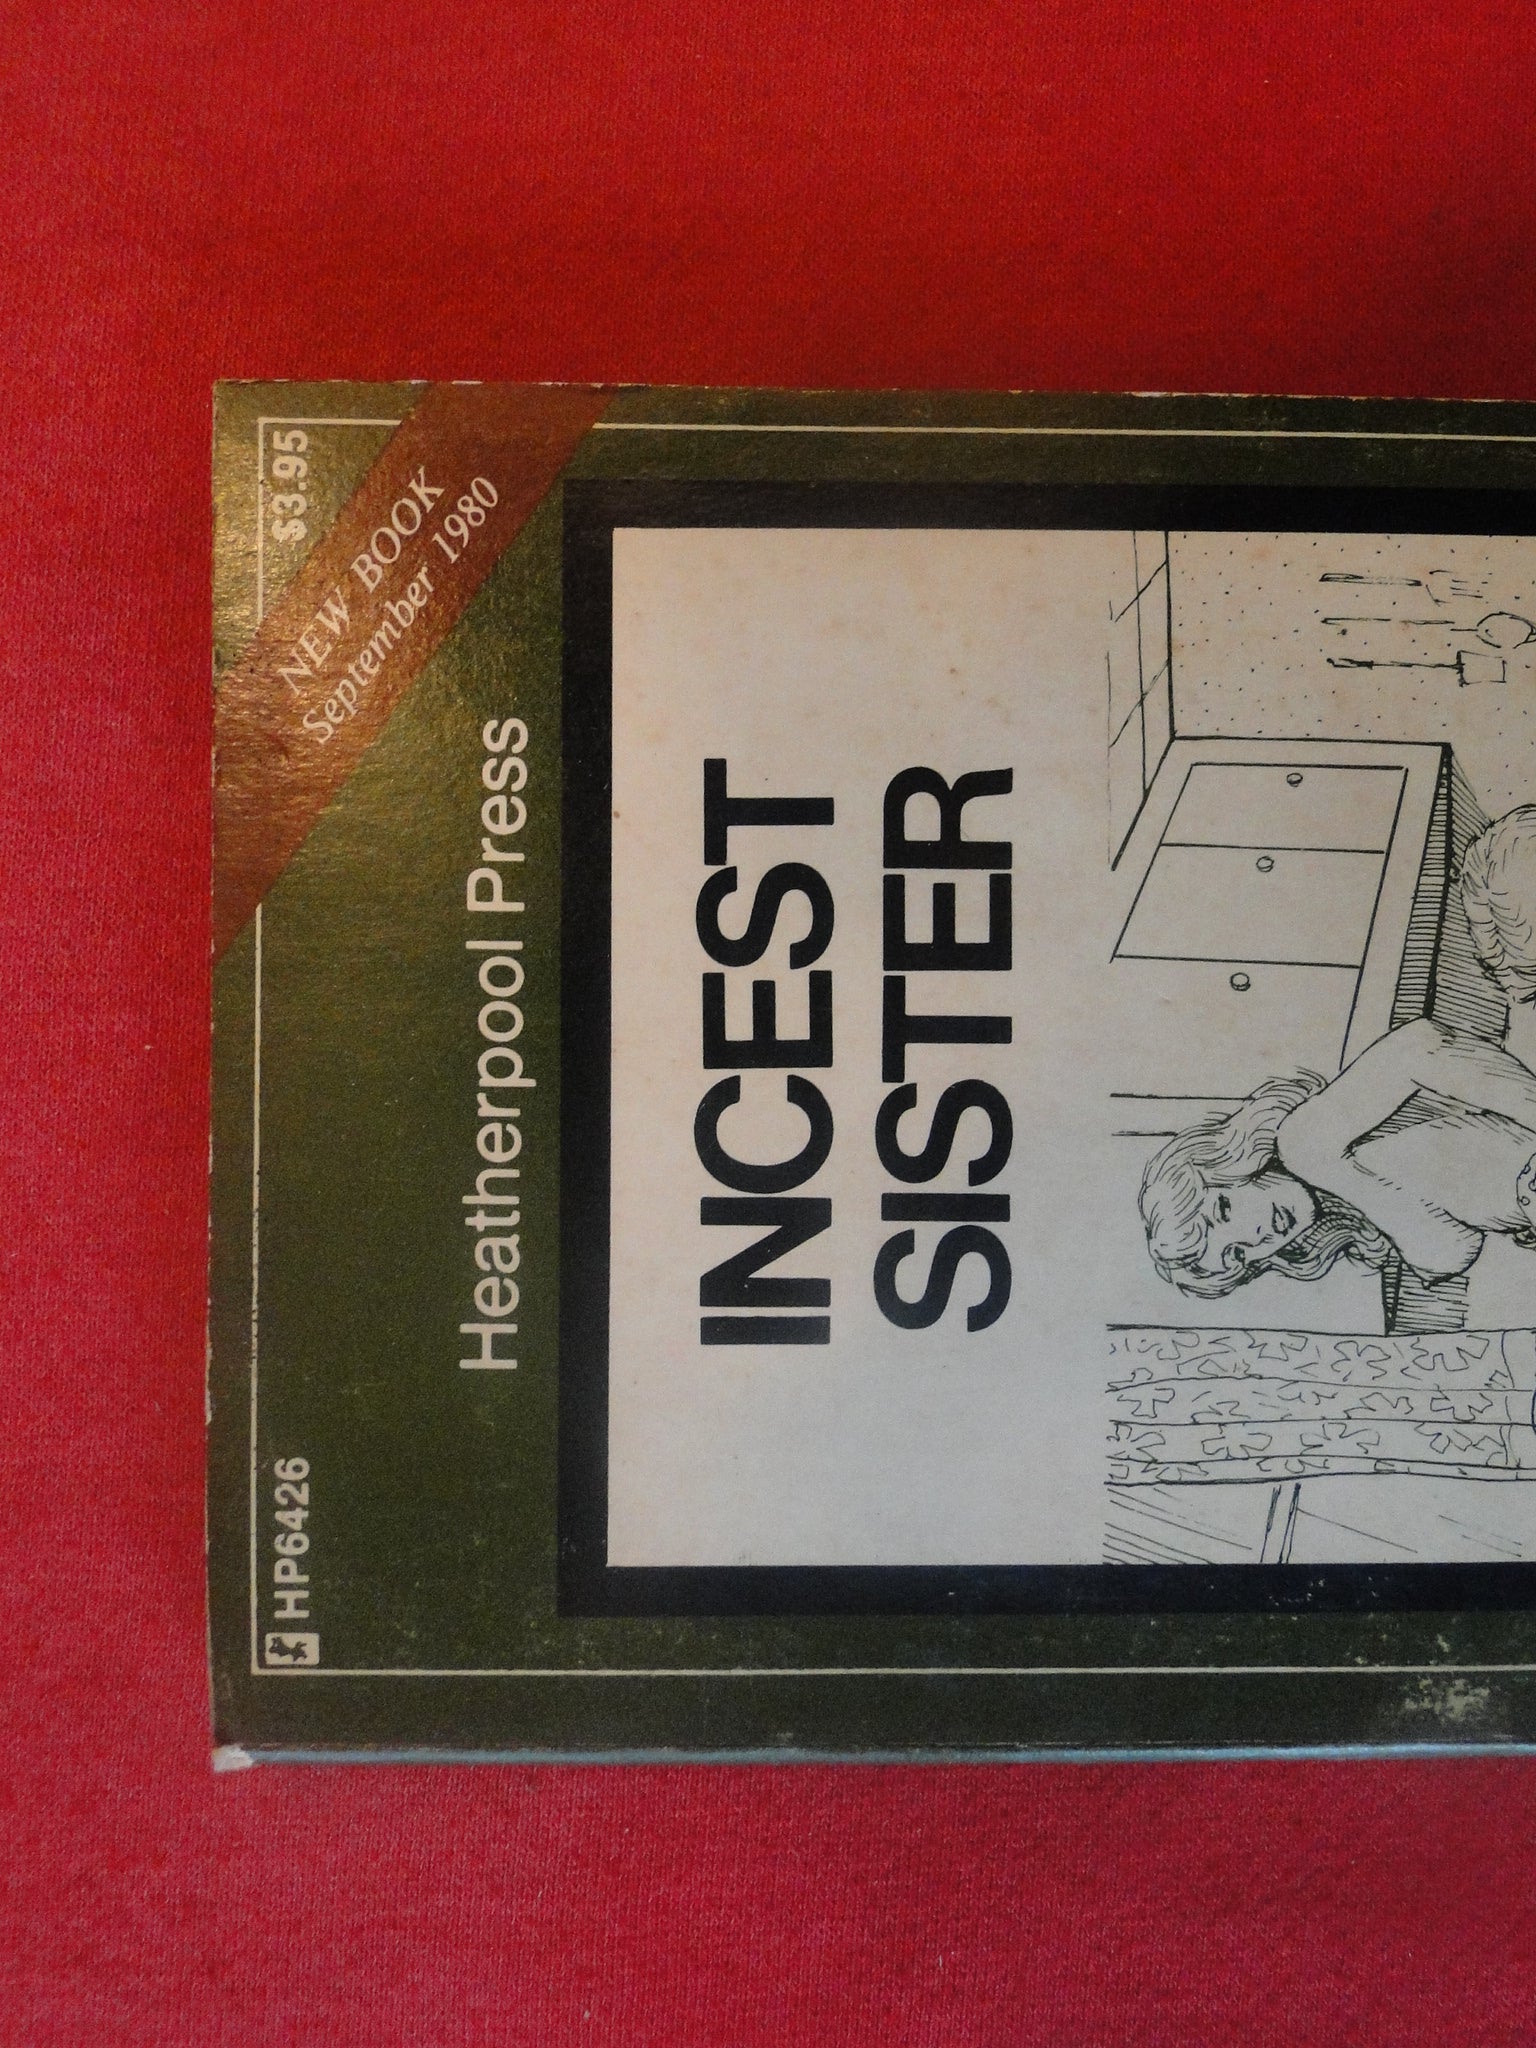 HP6426
$3.95
NEW BOOK
September 1980
Heatherpool Press
INCEST
SISTER